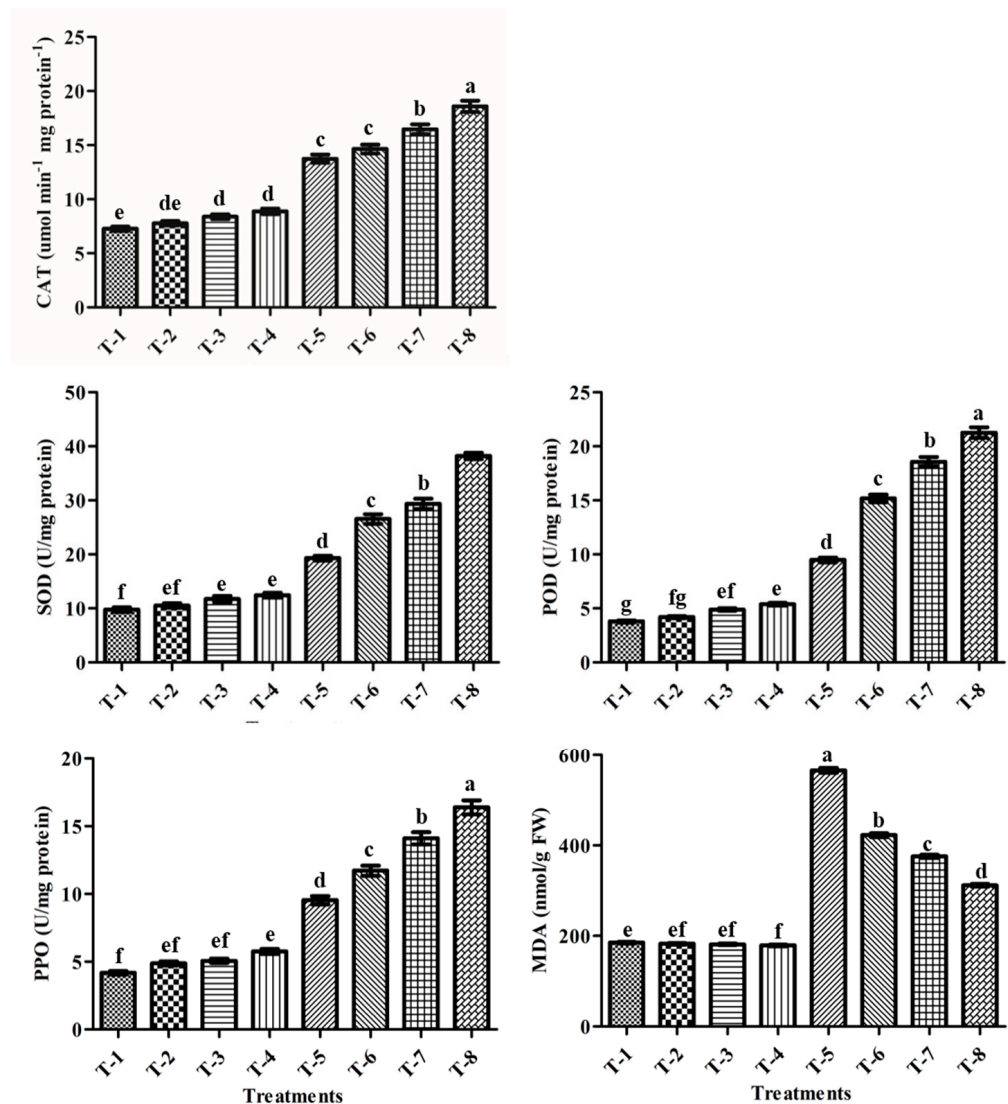 CAT (umol min⁻¹ mg protein⁻¹)
25
20
15
10
5
0
e
de
d
d
c
c
b
a
T-1
T-2
T-3
T-4
T-5
T-6
T-7
T-8
SOD (U/mg protein)
50
40
30
20
10
0
f
ef
e
e
d
c
b
T-1
T-2
T-3
T-4
T-5
T-6
T-7
T-8
POD (U/mg protein)
25
20
15
10
5
0
g
fg
ef
e
d
c
b
a
T-1
T-2
T-3
T-4
T-5
T-6
T-7
T-8
PPO (U/mg protein)
20
15
10
5
0
f
ef
ef
e
d
c
b
a
T-1
T-2
T-3
T-4
T-5
T-6
T-7
T-8
Treatments
MDA (nmol/g FW)
600
400
200
0
e
ef
ef
f
a
b
c
d
T-1
T-2
T-3
T-4
T-5
T-6
T-7
T-8
Treatments